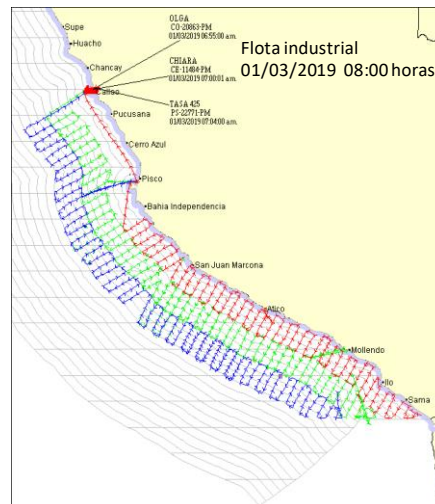 Supe
Huacho
Chancay
Callao
Pucusana
Cerro Azul
Pisco
Bahia Independencia
San Juan Marcona
Atico
Mollendo
Ilo
Sama
OLGA
CO-20863-PM
01/03/2019 06:55:00 a.m.
CHIARA
CE-11484-PM
01/03/2019 07:00:01 a.m.
TASA 425
PS-22771-PM
01/03/2019 07:04:00 a.m.
Flota industrial
01/03/2019 08:00 horas